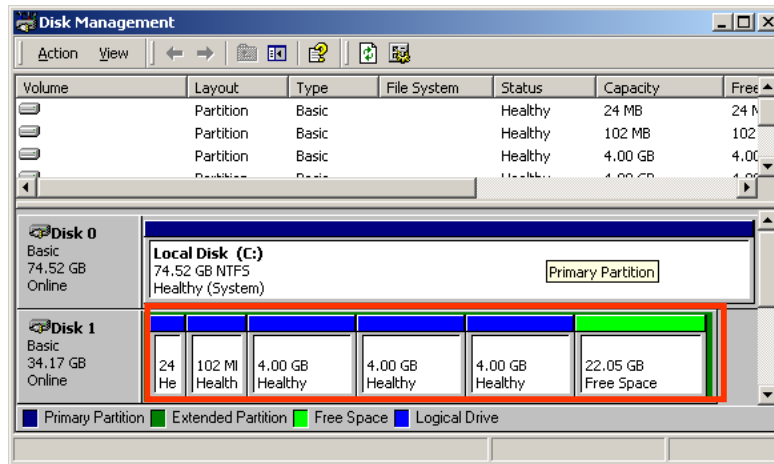 Disk Management
Action View
Volume Layout Type File System Status Capacity Free
Partition Basic Healthy 24 MB 24 M
Partition Basic Healthy 102 MB 102
Partition Basic Healthy 4.00 GB 4.00
Disk 0
Basic
74.52 GB
Online
Local Disk (C:)
74.52 GB NTFS
Healthy (System)
Primary Partition
Disk 1
Basic
34.17 GB
Online
24
He
102 MI
Health
4.00 GB
Healthy
4.00 GB
Healthy
4.00 GB
Healthy
22.05 GB
Free Space
Primary Partition Extended Partition Free Space Logical Drive